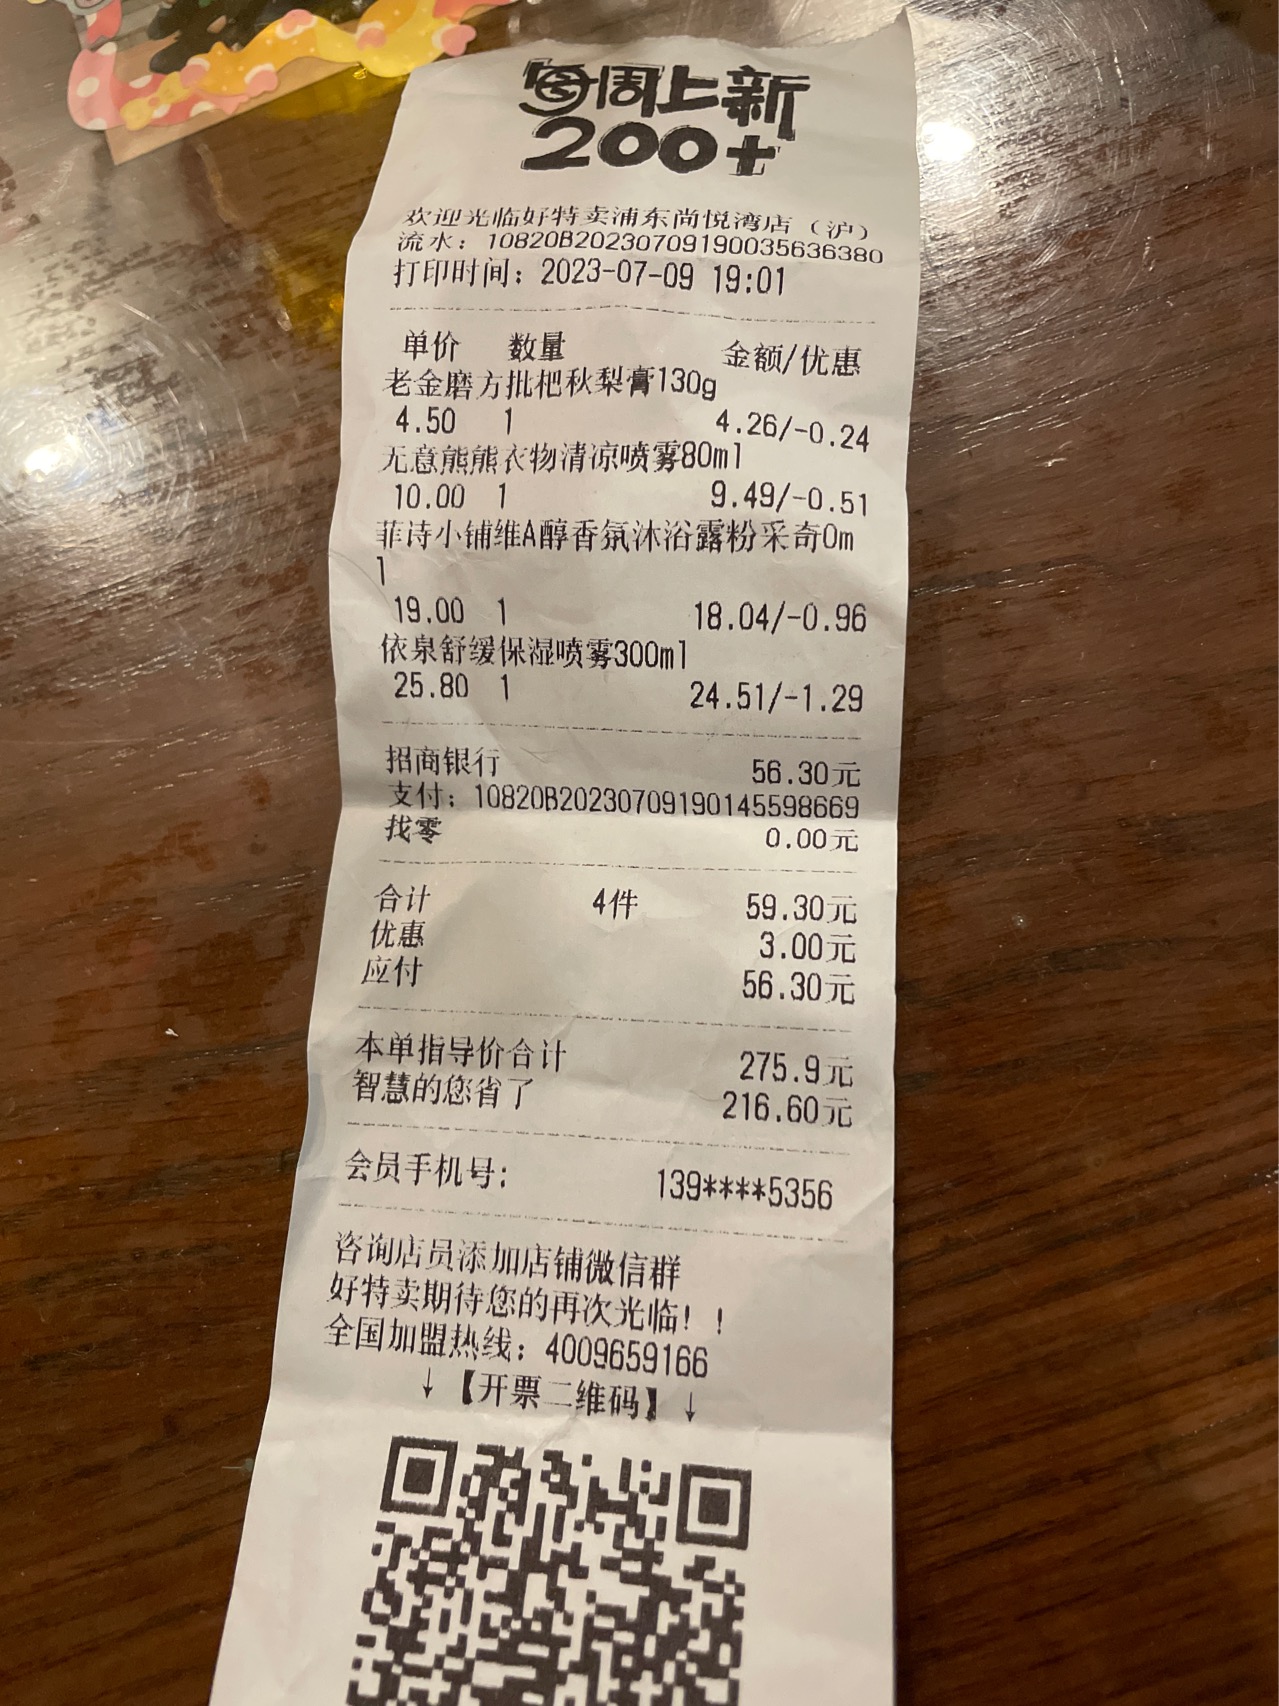 每周上新
200+
欢迎光临好特卖浦东尚悦湾店（沪）
流水：10820B2023070919003563​6380
打印时间：2023-07-09 19:01
单价 数量 金额/优惠
老金磨方枇杷秋梨膏130g
4.50 1 4.26/-0.24
无意熊熊衣物清凉喷雾80ml
10.00 1 9.49/-0.51
菲诗小铺维A醇香氛沐浴露粉采奇0m
l
19.00 1 18.04/-0.96
依泉舒缓保湿喷雾300ml
25.80 1 24.51/-1.29
招商银行 56.30元
支付：10820B20230709190145598669
找零 0.00元
合计 4件 59.30元
优惠 3.00元
应付 56.30元
本单指导价合计 275.9元
智慧的您省了 216.60元
会员手机号： 139****5356
咨询店员添加店铺微信群
好特卖期待您的再次光临！！
全国加盟热线：4009659166
↓【开票二维码】↓